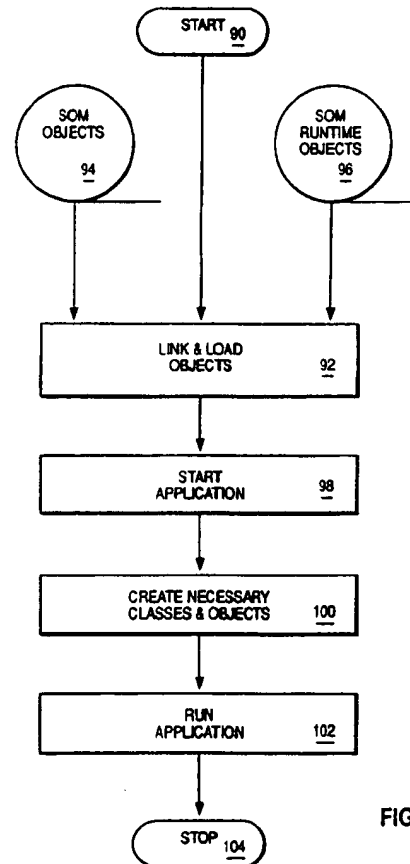 START 90
SOM
OBJECTS
94
SOM
RUNTIME
OBJECTS
96
LINK & LOAD
OBJECTS 92
START
APPLICATION 98
CREATE NECESSARY
CLASSES & OBJECTS 100
RUN
APPLICATION 102
STOP 104
FIG